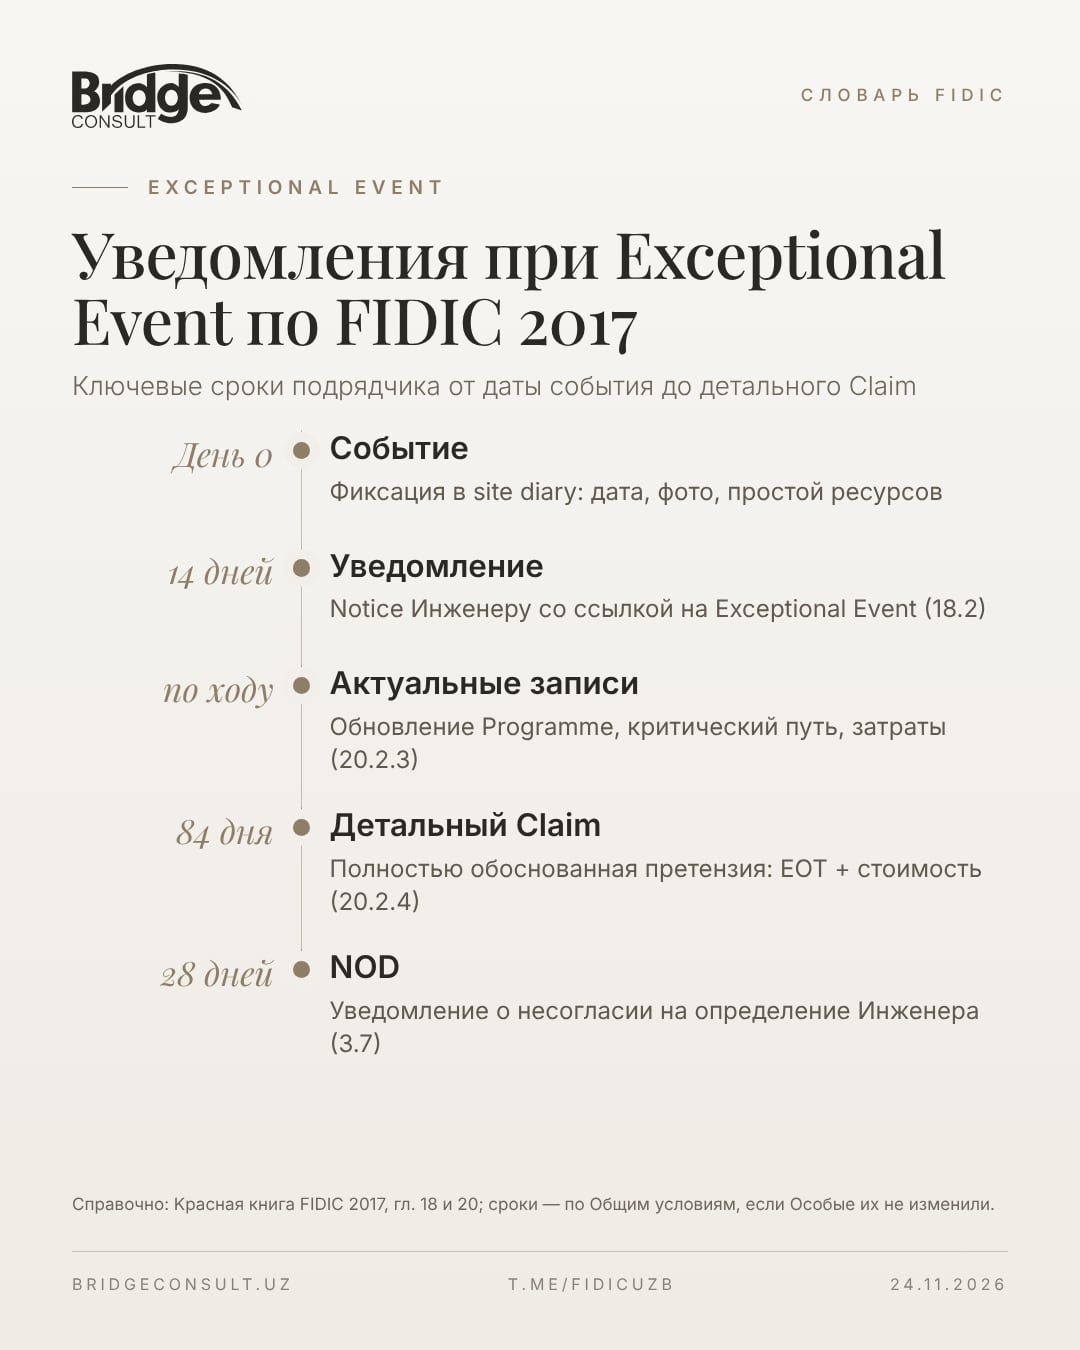 Bridge
CONSULT
СЛОВАРЬ FIDIC
EXCEPTIONAL EVENT
Уведомления при Exceptional
Event по FIDIC 2017
Ключевые сроки подрядчика от даты события до детального Claim
День 0
Событие
Фиксация в site diary: дата, фото, простой ресурсов
14 дней
Уведомление
Notice Инженеру со ссылкой на Exceptional Event (18.2)
по ходу
Актуальные записи
Обновление Programme, критический путь, затраты
(20.2.3)
84 дня
Детальный Claim
Полностью обоснованная претензия: EOT + стоимость
(20.2.4)
28 дней
NOD
Уведомление о несогласии на определение Инженера
(3.7)
Справочно: Красная книга FIDIC 2017, гл. 18 и 20; сроки — по Общим условиям, если Особые их не изменили.
BRIDGECONSULT.UZ
T.ME/FIDICUZB
24.11.2026